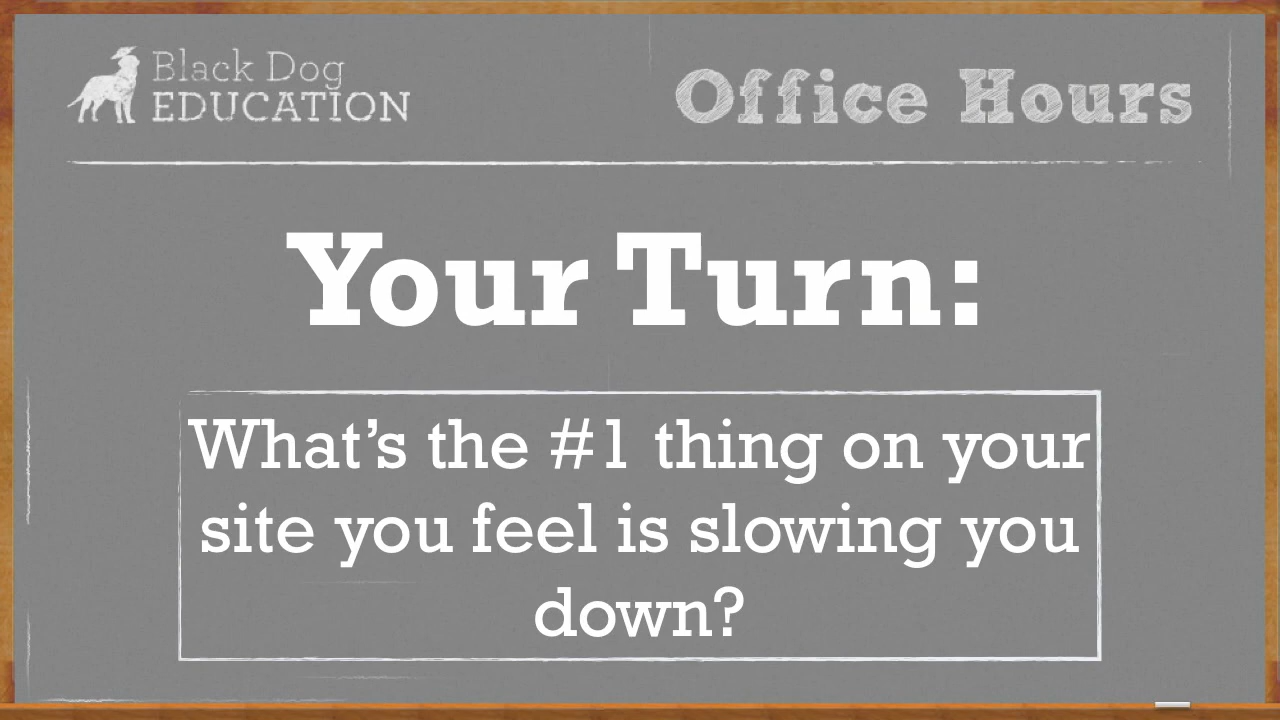 Black Dog
EDUCATION
Office Hours
Your Turn:
What’s the #1 thing on your
site you feel is slowing you
down?